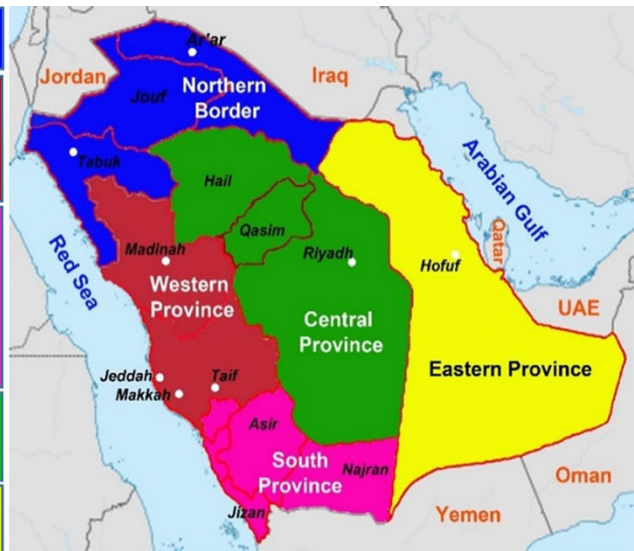 Ar'ar
Jordan
Iraq
Jouf
Northern
Border
Tabuk
Hail
Arabian Gulf
Qasim
Red Sea
Madinah
Riyadh
Hofuf
Qatar
Western
Province
UAE
Central
Province
Jeddah
Taif
Makkah
Eastern Province
Asir
South
Province
Najran
Oman
Jizan
Yemen